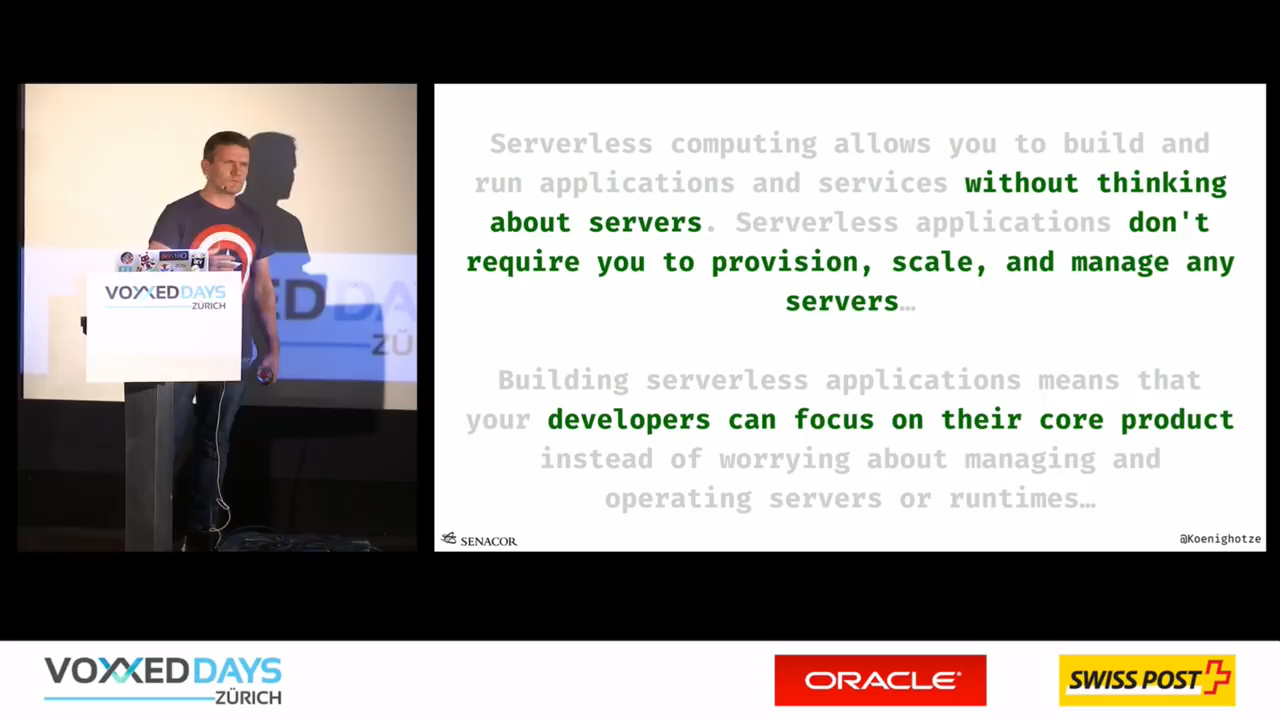 Serverless computing allows you to build and
run applications and services without thinking
about servers. Serverless applications don't
require you to provision, scale, and manage any
servers…
Building serverless applications means that
your developers can focus on their core product
instead of worrying about managing and
operating servers or runtimes…
SENACOR
@Koenighotze
VOXXED DAYS
ZÜRICH
ED DA
ZÜ
VOXXED DAYS
ZÜRICH
ORACLE
SWISS POST